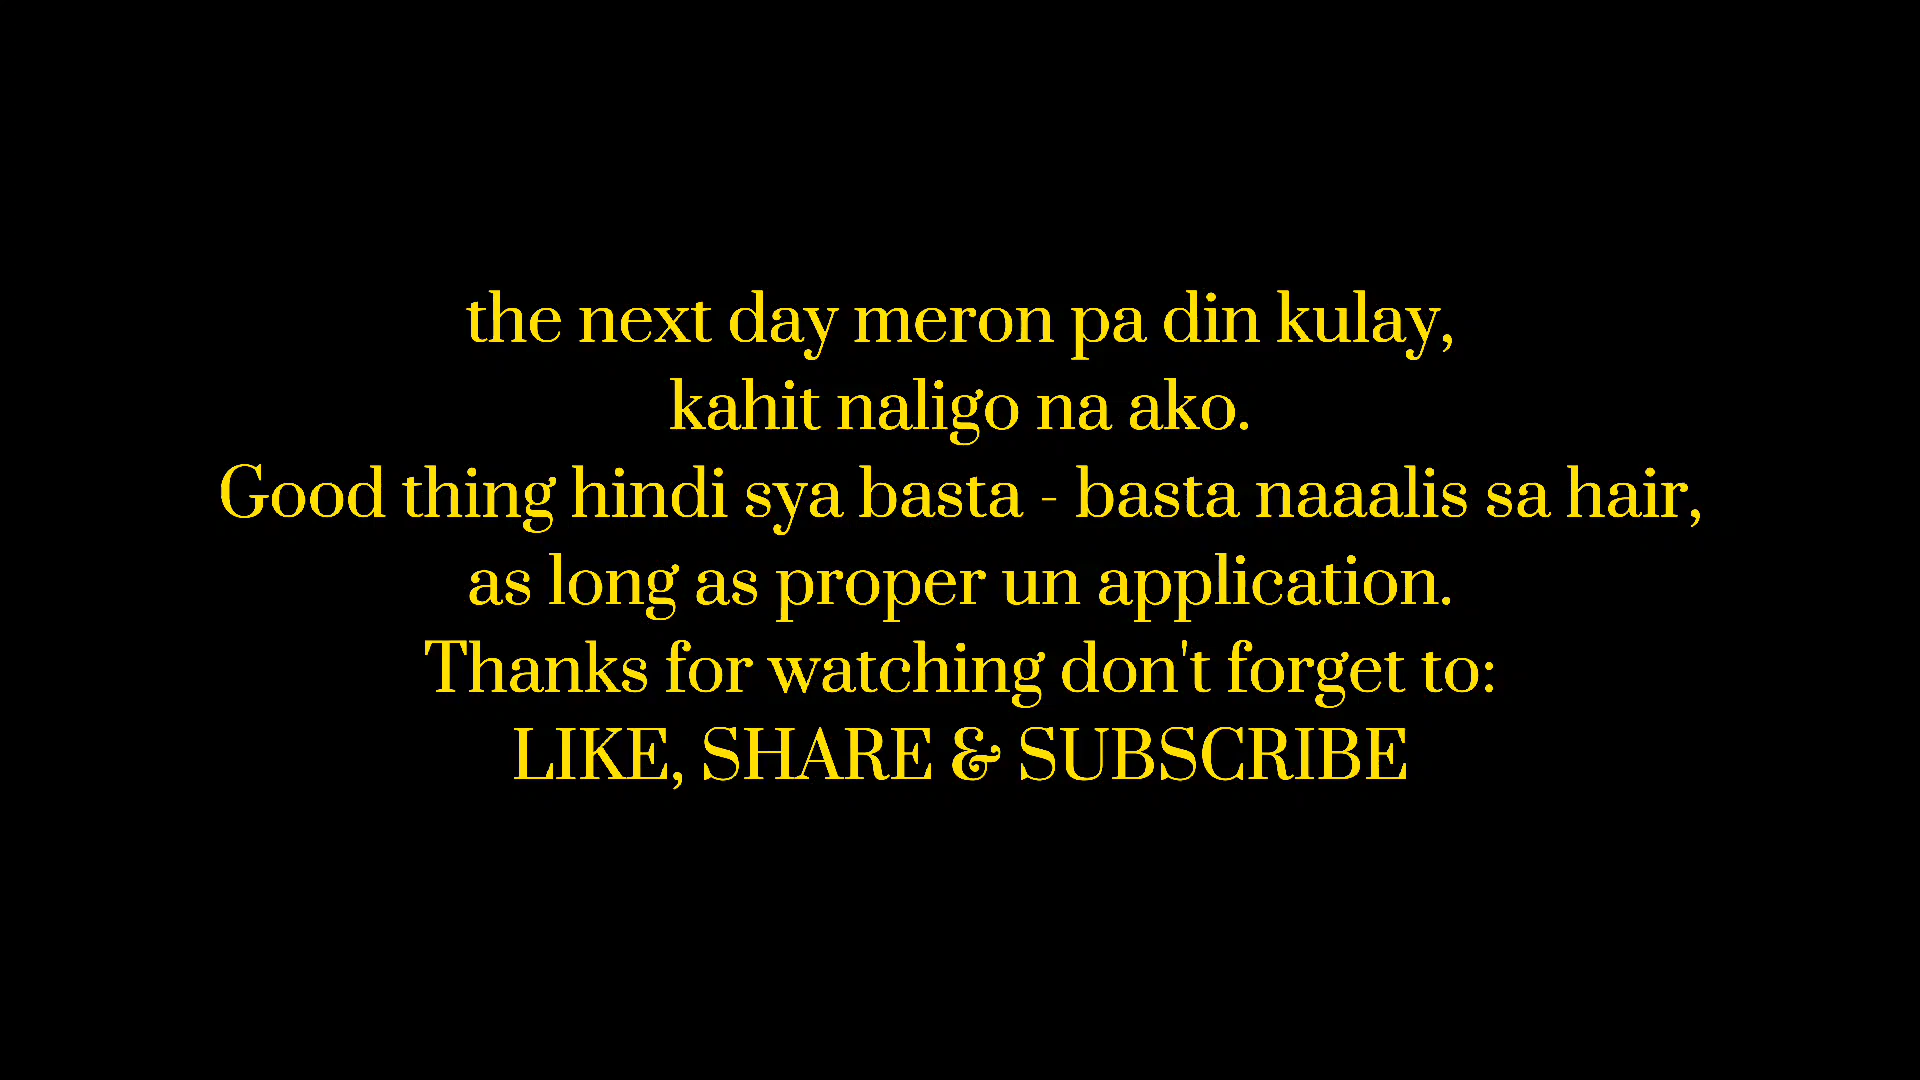 the next day meron pa din kulay,
kahit naligo na ako.
Good thing hindi sya basta - basta naaalis sa hair,
as long as proper un application.
Thanks for watching don't forget to:
LIKE, SHARE & SUBSCRIBE